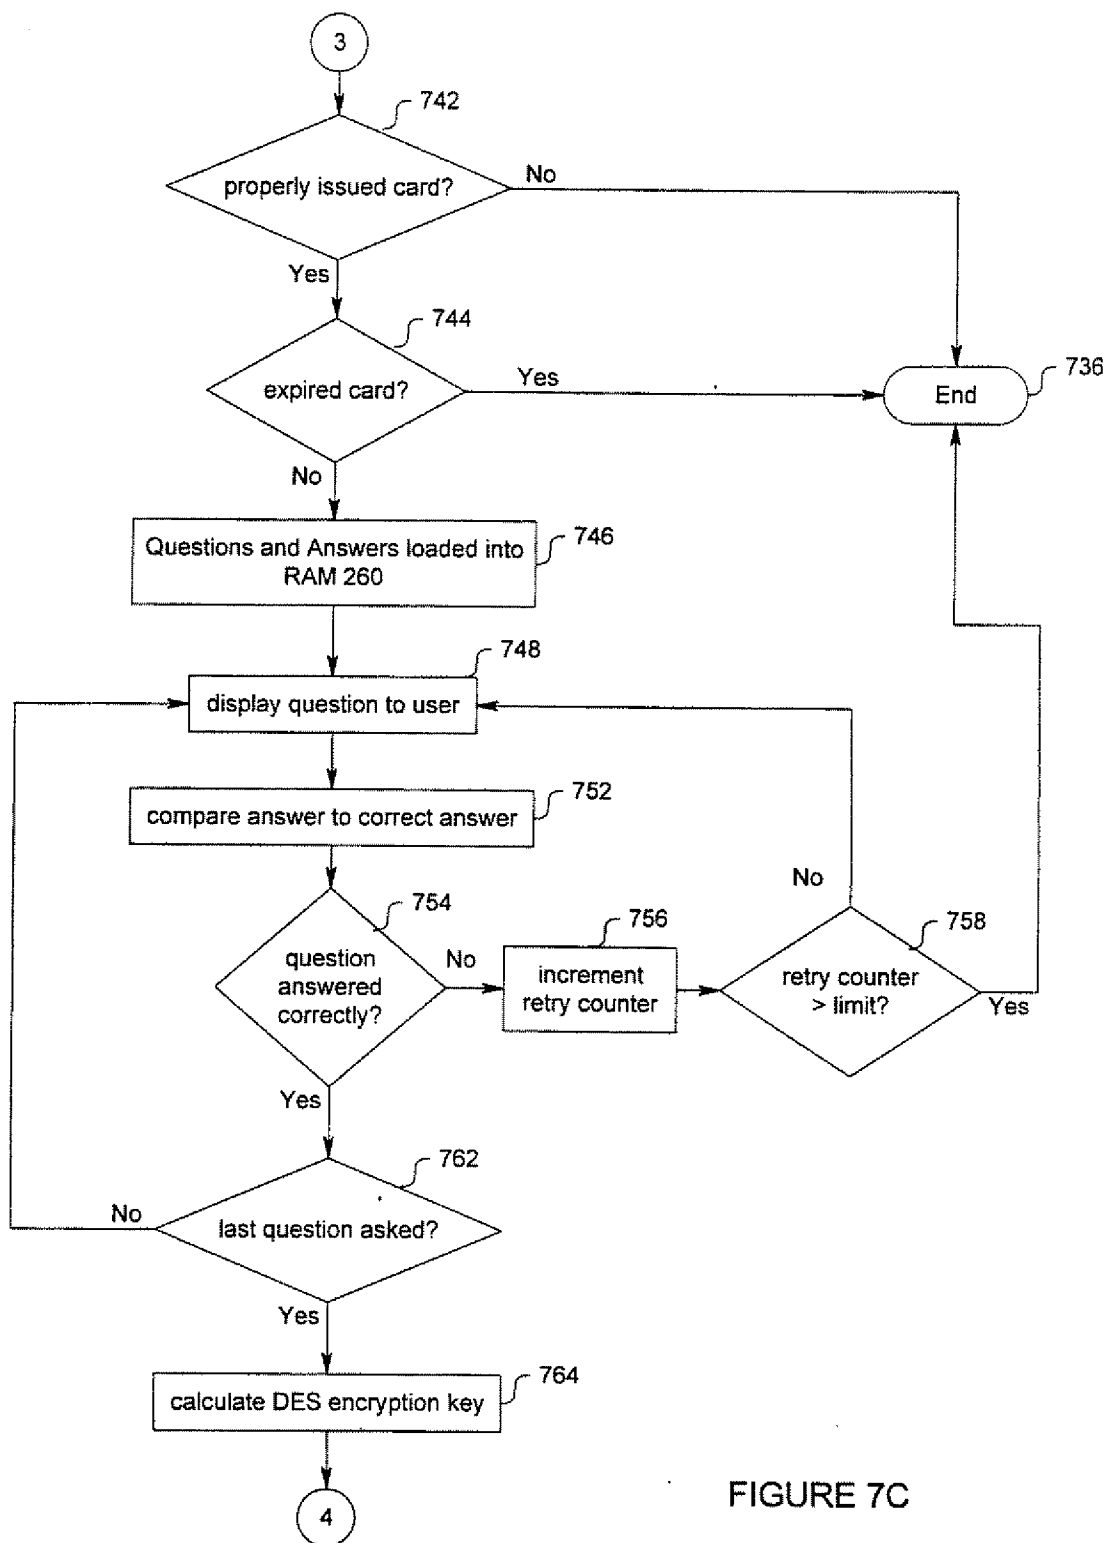 3
742
properly issued card?
No
Yes
744
expired card?
Yes
End
736
No
Questions and Answers loaded into
RAM 260
746
748
display question to user
752
compare answer to correct answer
No
754
756
758
question
answered
correctly?
No
increment
retry counter
retry counter
> limit?
Yes
Yes
762
No
last question asked?
Yes
764
calculate DES encryption key
4
FIGURE 7C